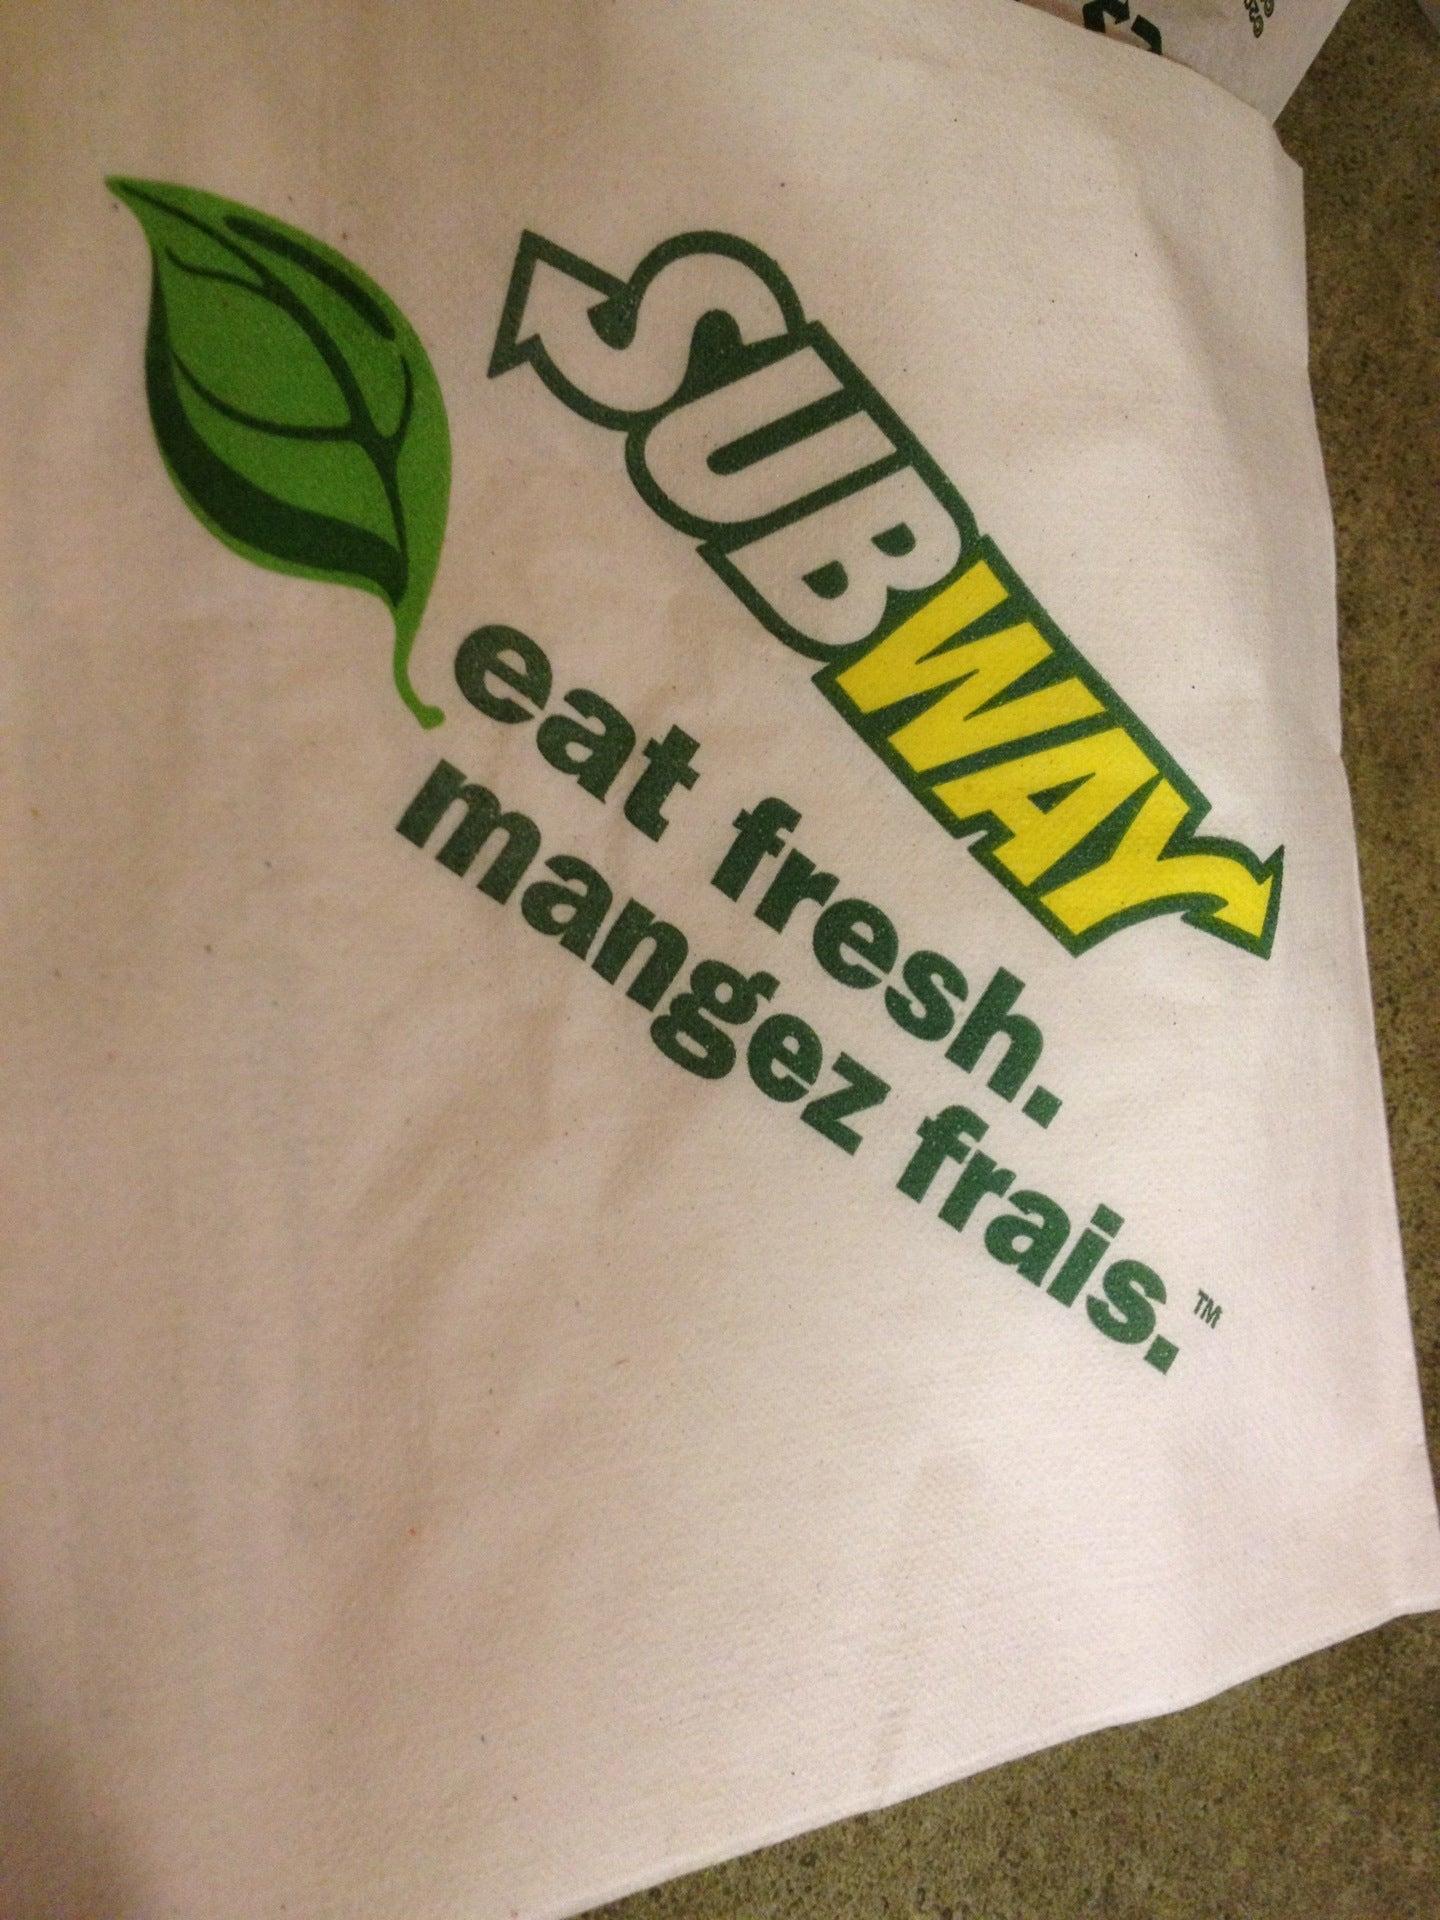 SUBWAY
eat fresh.
mangez frais.™